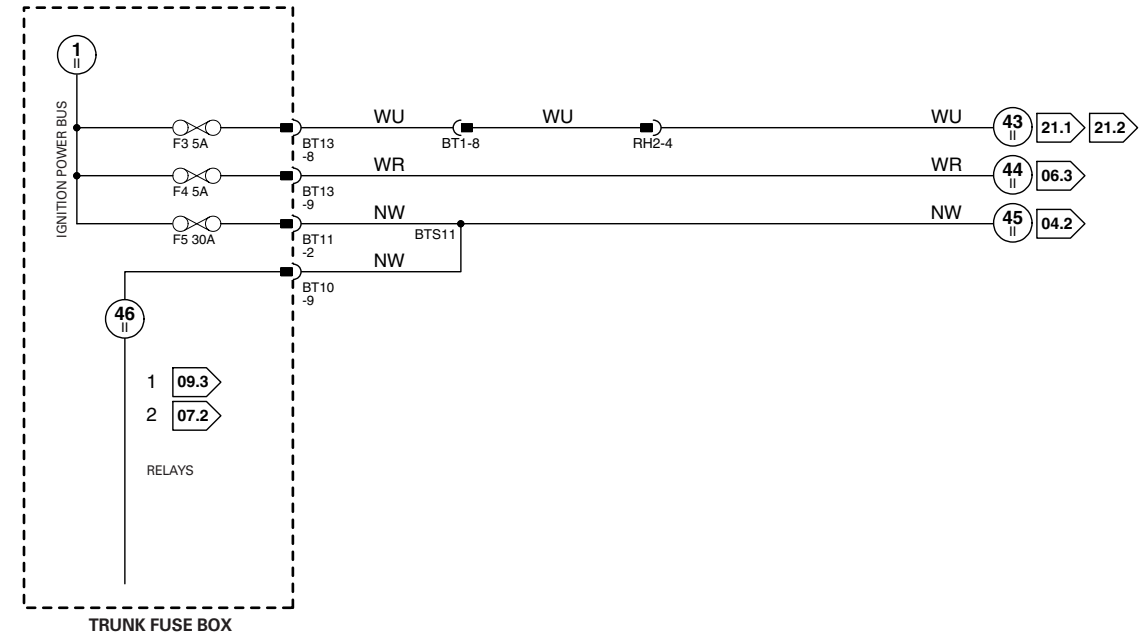 1
II
IGNITION POWER BUS
F3 5A
BT13
-8
WU
BT1-8
WU
RH2-4
WU
43
II
21.1
21.2
F4 5A
BT13
-9
WR
WR
44
II
06.3
F5 30A
BT11
-2
NW
BTS11
NW
45
II
04.2
BT10
-9
NW
46
II
1 09.3
2 07.2
RELAYS
TRUNK FUSE BOX